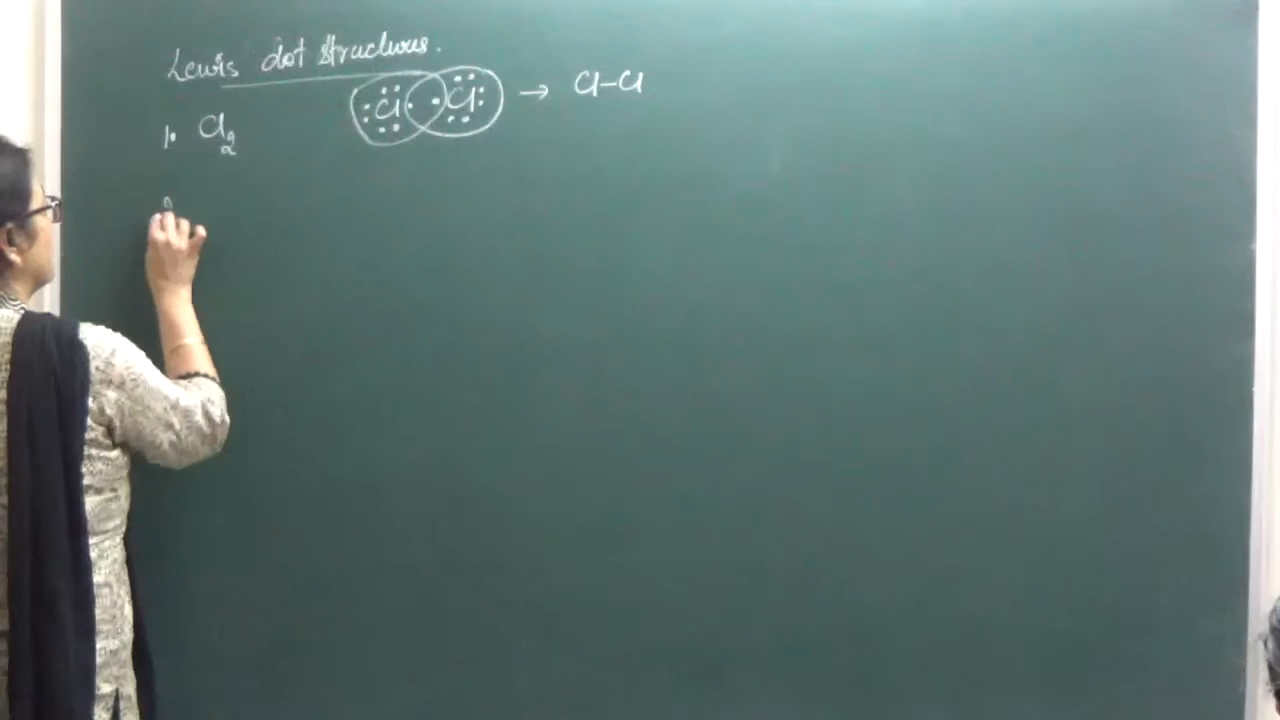 Lewis dot structures.
:Cl· ·Cl: → Cl–Cl
1. Cl₂